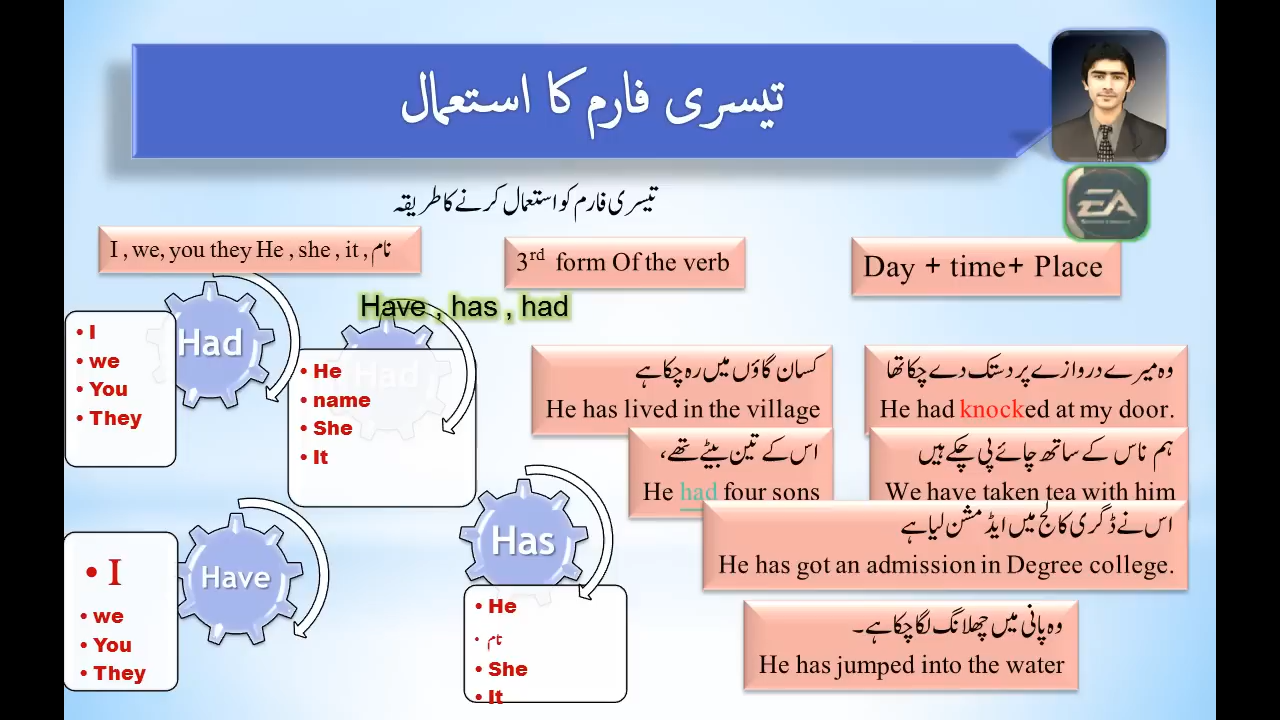 تیسری فارم کا استعمال
تیسری فارم کو استعمال کرنے کا طریقہ
I , we, you they He , she , it , نام
3rd form Of the verb
Day + time+ Place
Have , has , had
Had
• I
• we
• You
• They
Had
• He
• name
• She
• It
کسان گاؤں میں رہ چکا ہے
He has lived in the village
وہ میرے دروازے پر دستک دے چکا تھا
He had knocked at my door.
اس کے تین بیٹے تھے،
He had four sons
ہم ناس کے ساتھ چائے پی چکے ہیں
We have taken tea with him
اس نے ڈگری کالج میں ایڈمشن لیا ہے
He has got an admission in Degree college.
وہ پانی میں چھلانگ لگا چکا ہے۔
He has jumped into the water
Have
• I
• we
• You
• They
Has
• He
• نام
• She
• It
EA